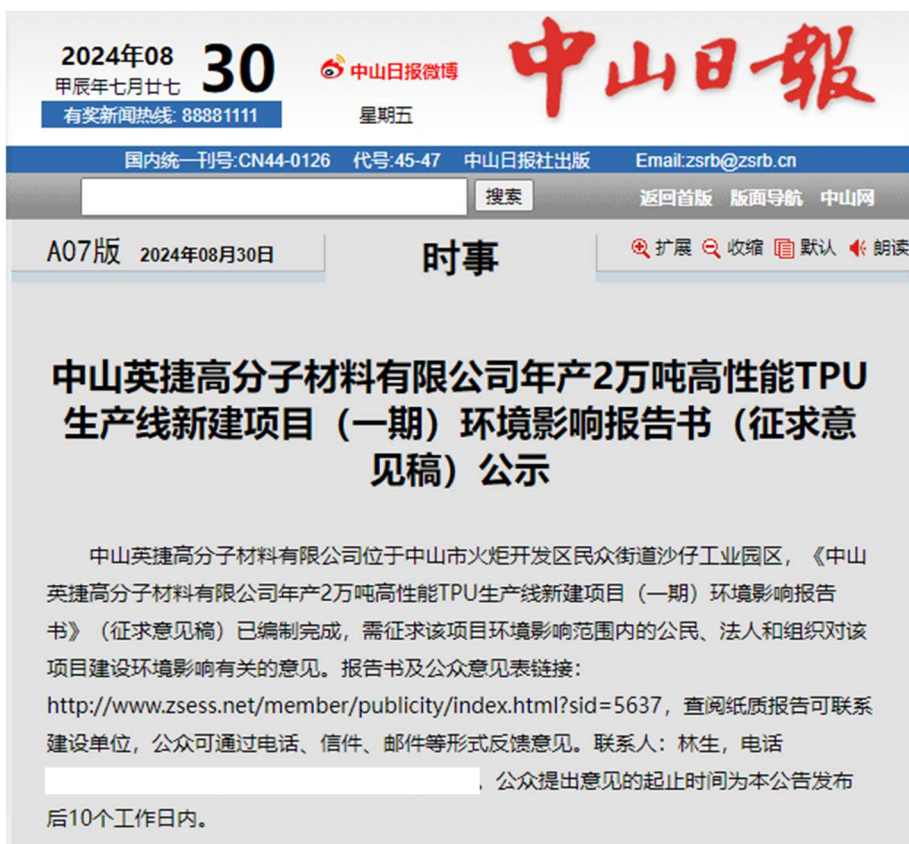 2024年08
30
甲辰年七月廿七
有奖新闻热线: 88881111
中山日报微博
星期五
中山日報
国内统一刊号:CN44-0126 代号:45-47 中山日报社出版 Email:zsrb@zsrb.cn
搜索
返回首版 版面导航 中山网
A07版 2024年08月30日
时事
扩展 收缩 默认 朗读
中山英捷高分子材料有限公司年产2万吨高性能TPU
生产线新建项目（一期）环境影响报告书（征求意
见稿）公示
中山英捷高分子材料有限公司位于中山市火炬开发区民众街道沙仔工业园区，《中山
英捷高分子材料有限公司年产2万吨高性能TPU生产线新建项目（一期）环境影响报告
书》（征求意见稿）已编制完成，需征求该项目环境影响范围内的公民、法人和组织对该
项目建设环境影响有关的意见。报告书及公众意见表链接：
http://www.zsess.net/member/publicity/index.html?sid=5637，查阅纸质报告可联系
建设单位，公众可通过电话、信件、邮件等形式反馈意见。联系人：林生，电话
，公众提出意见的起止时间为本公告发布
后10个工作日内。